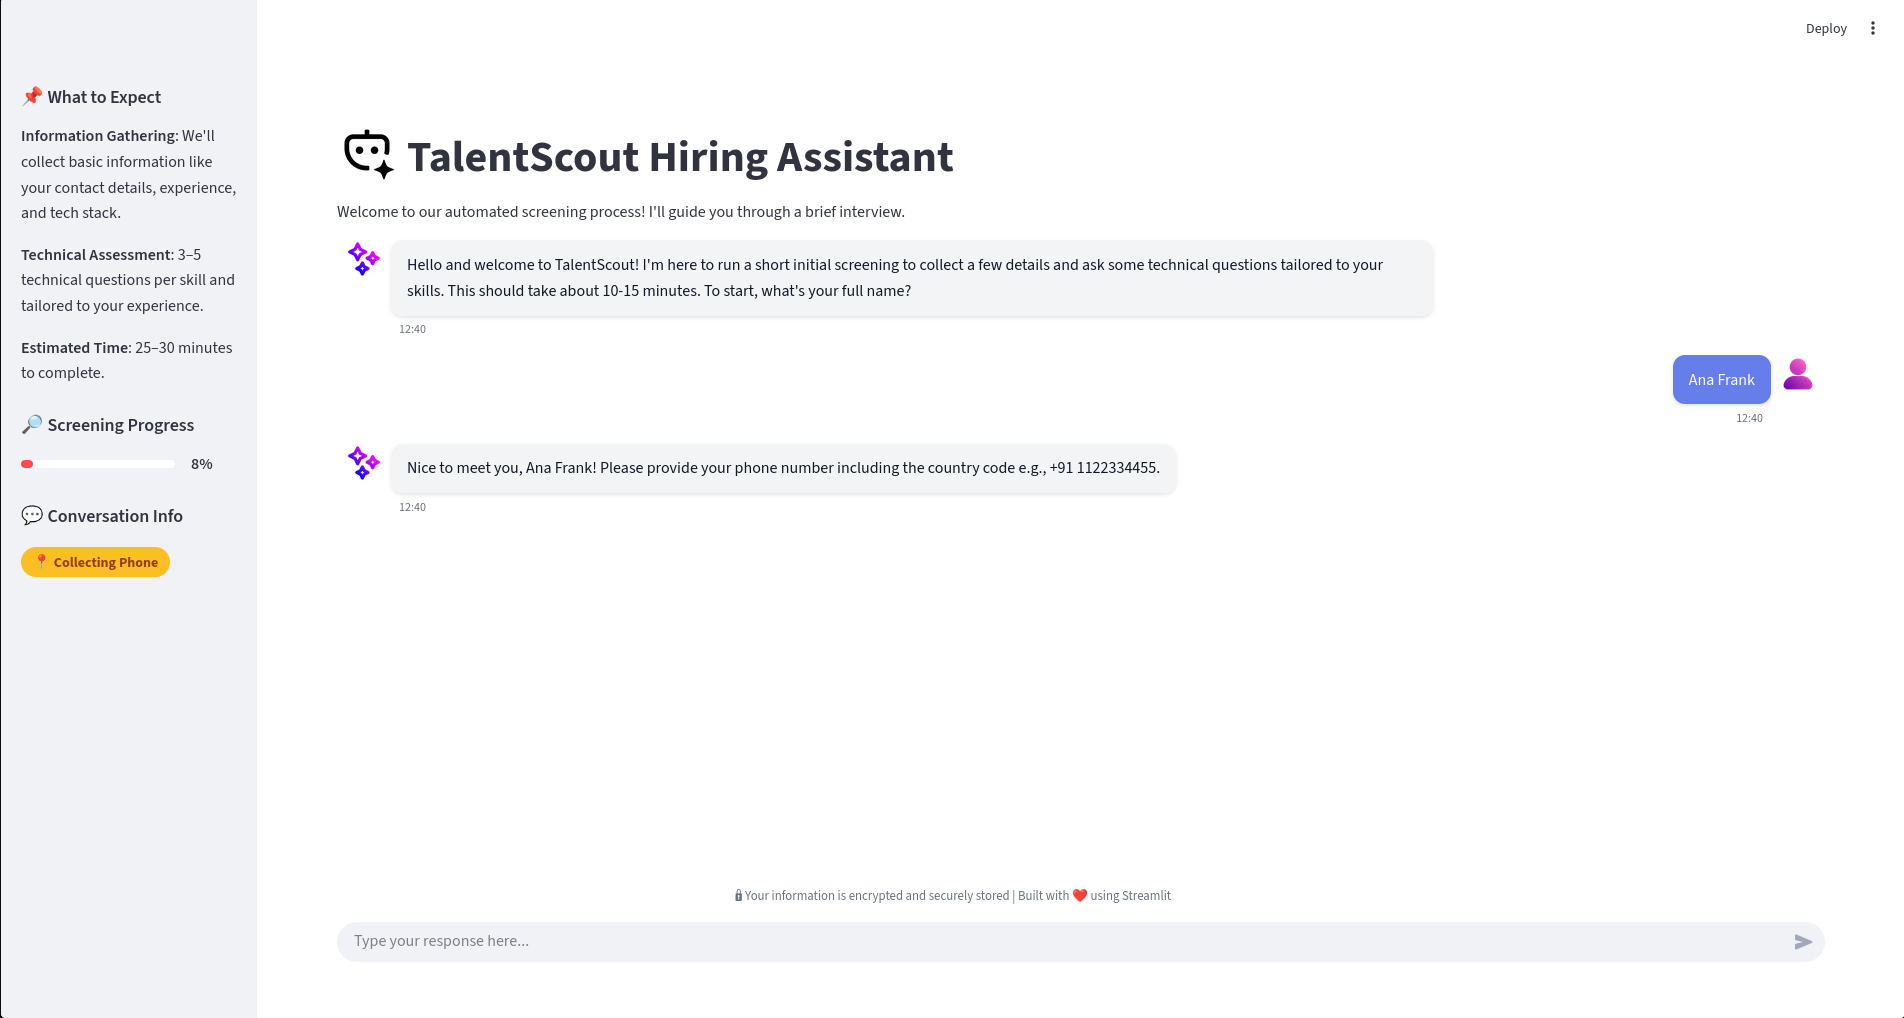 Deploy
📌 What to Expect
Information Gathering: We'll
collect basic information like
your contact details, experience,
and tech stack.
Technical Assessment: 3–5
technical questions per skill and
tailored to your experience.
Estimated Time: 25–30 minutes
to complete.
🔎 Screening Progress
8%
💬 Conversation Info
📍 Collecting Phone
TalentScout Hiring Assistant
Welcome to our automated screening process! I'll guide you through a brief interview.
Hello and welcome to TalentScout! I'm here to run a short initial screening to collect a few details and ask some technical questions tailored to your
skills. This should take about 10-15 minutes. To start, what's your full name?
12:40
Ana Frank
12:40
Nice to meet you, Ana Frank! Please provide your phone number including the country code e.g., +91 1122334455.
12:40
🔒Your information is encrypted and securely stored | Built with ❤️ using Streamlit
Type your response here...